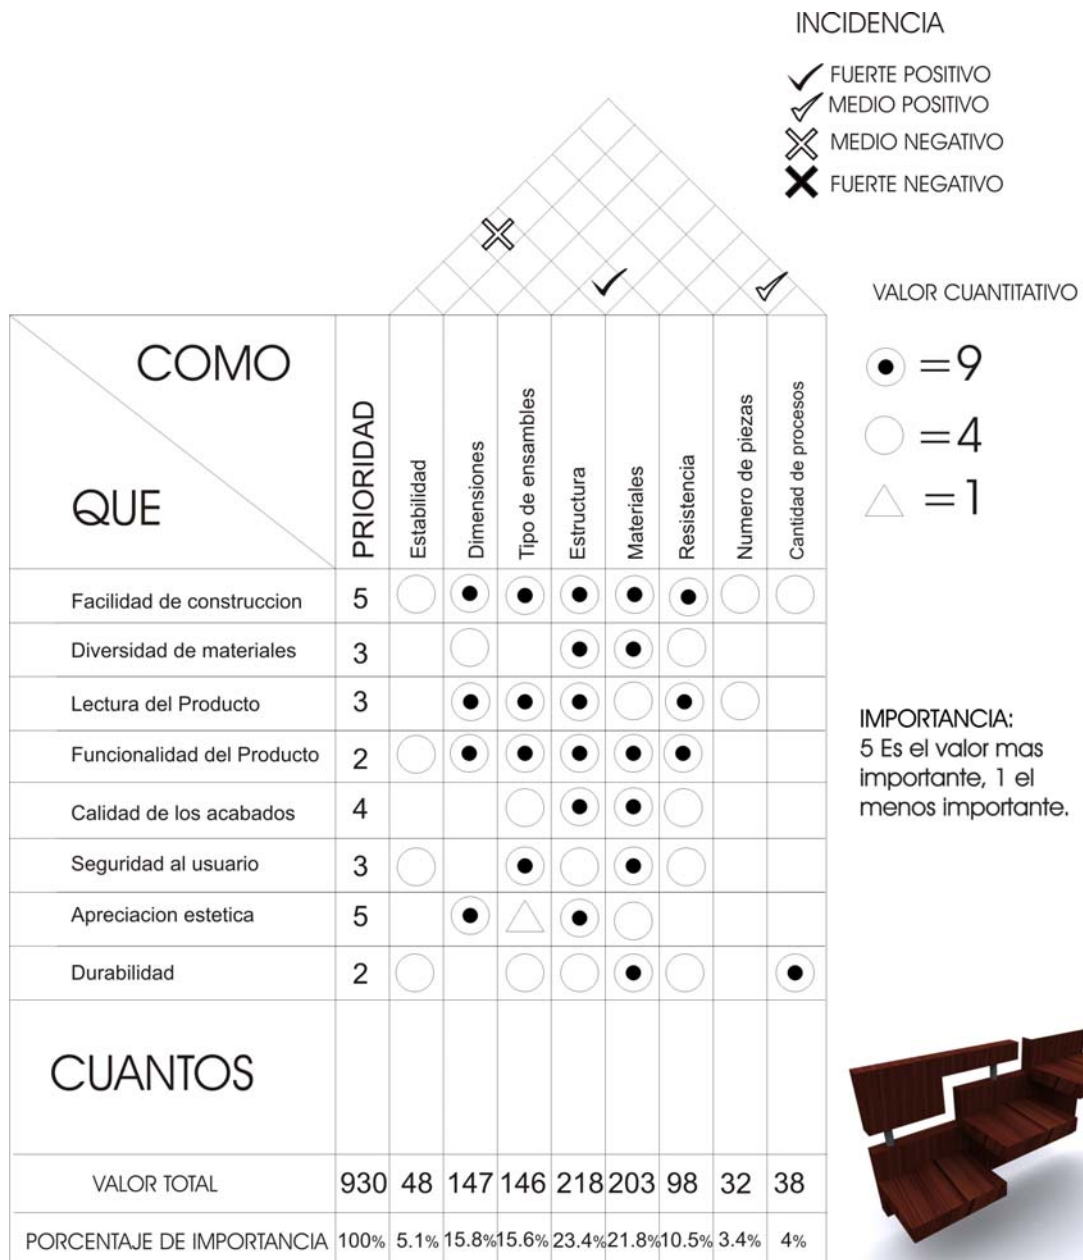 INCIDENCIA
FUERTE POSITIVO
MEDIO POSITIVO
MEDIO NEGATIVO
FUERTE NEGATIVO
VALOR CUANTITATIVO
=9
=4
=1
COMO
QUE
PRIORIDAD
Estabilidad
Dimensiones
Tipo de ensambles
Estructura
Materiales
Resistencia
Numero de piezas
Cantidad de procesos
Facilidad de construccion 5
Diversidad de materiales 3
Lectura del Producto 3
Funcionalidad del Producto 2
Calidad de los acabados 4
Seguridad al usuario 3
Apreciacion estetica 5
Durabilidad 2
IMPORTANCIA:
5 Es el valor mas
importante, 1 el
menos importante.
CUANTOS
VALOR TOTAL 930 48 147 146 218 203 98 32 38
PORCENTAJE DE IMPORTANCIA 100% 5.1% 15.8% 15.6% 23.4% 21.8% 10.5% 3.4% 4%